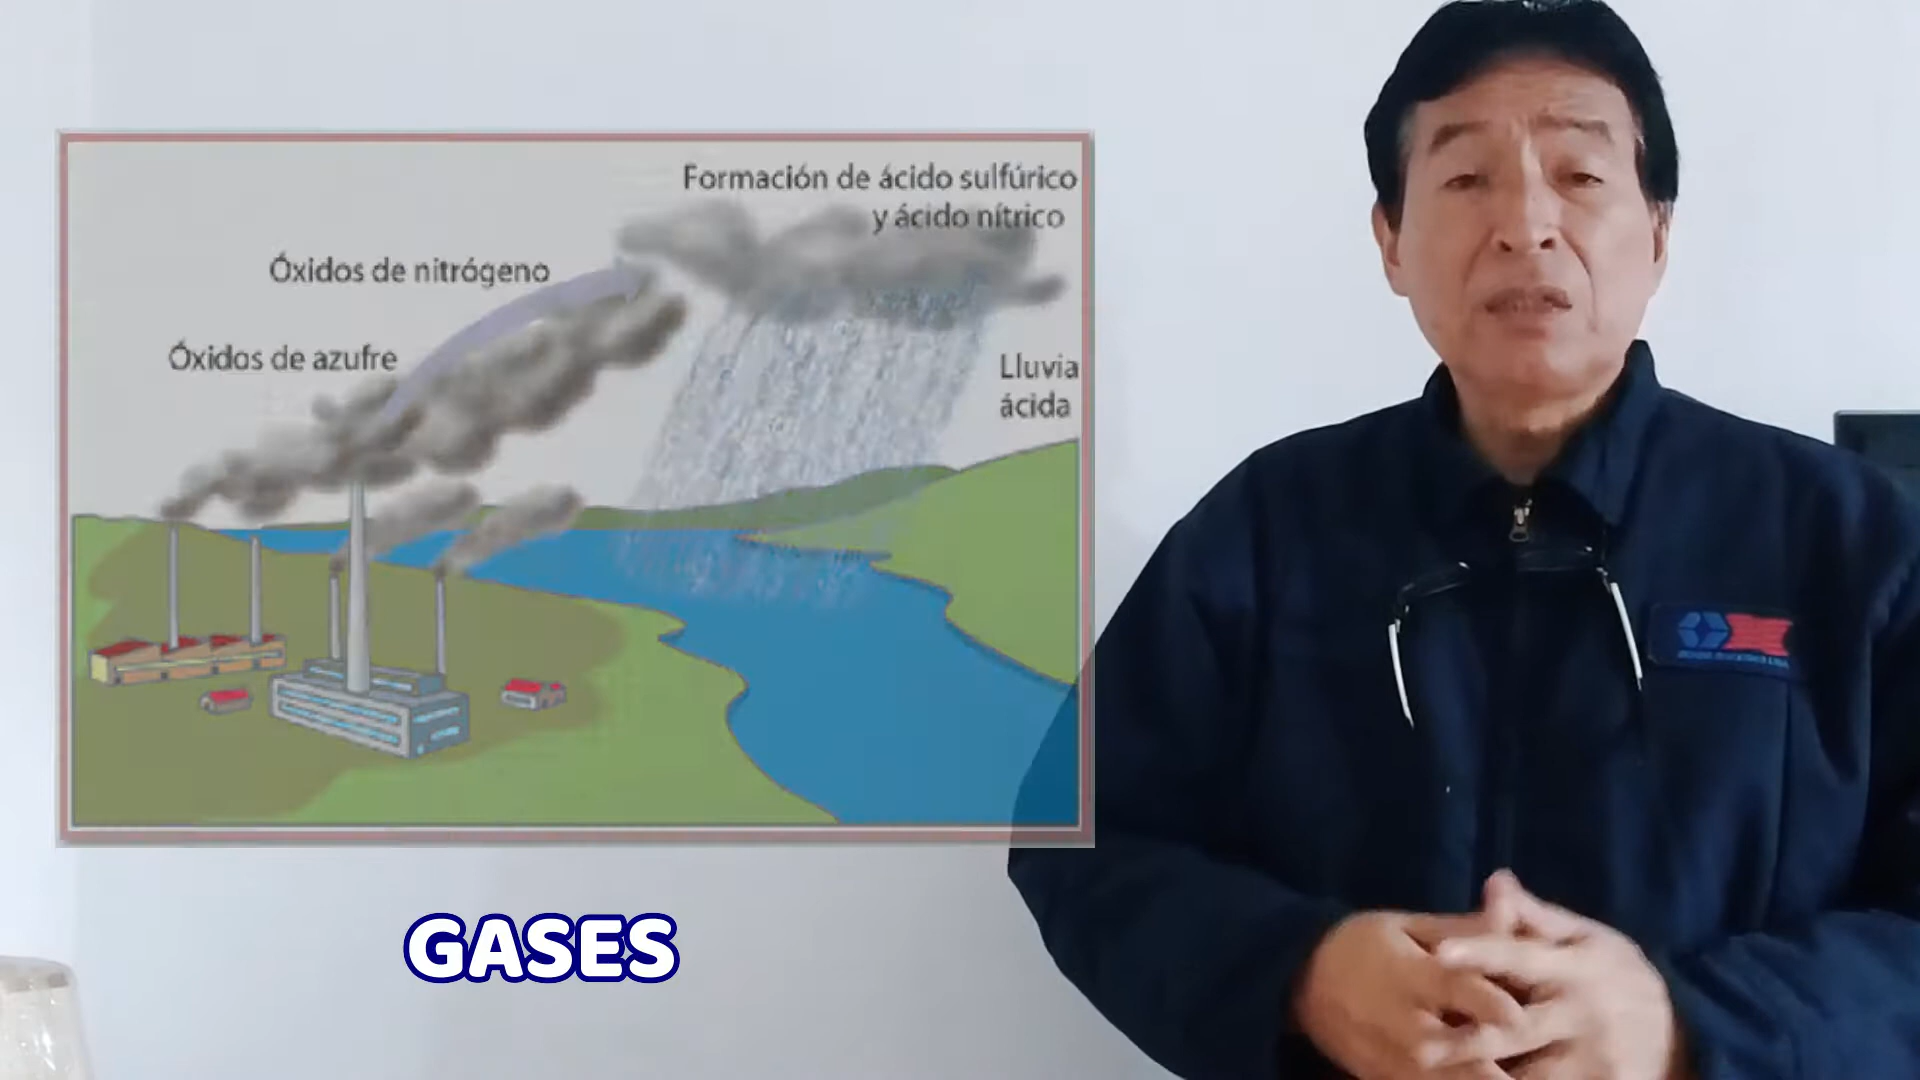 Formación de ácido sulfúrico
y ácido nítrico
Óxidos de nitrógeno
Óxidos de azufre
Lluvia
ácida
GASES